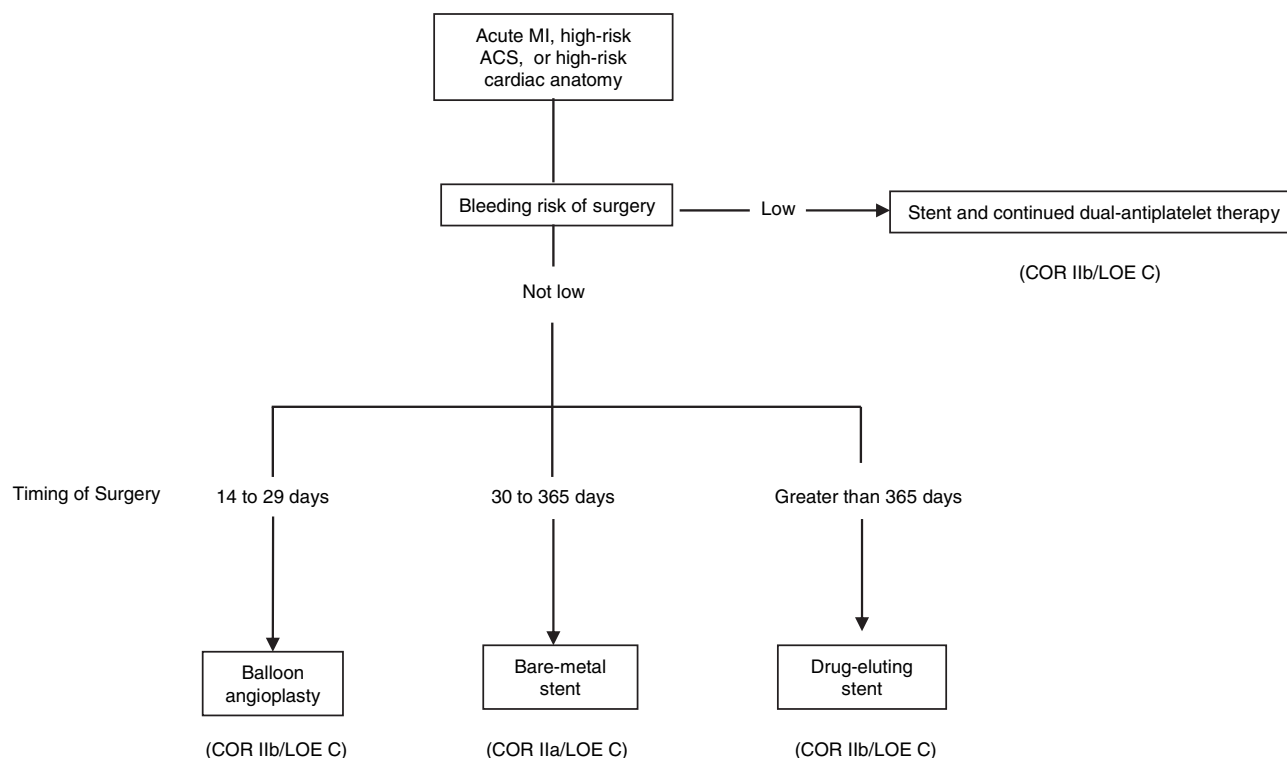 Acute MI, high-risk
ACS, or high-risk
cardiac anatomy
Bleeding risk of surgery
Low
Stent and continued dual-antiplatelet therapy
(COR IIb/LOE C)
Not low
Timing of Surgery
14 to 29 days
30 to 365 days
Greater than 365 days
Balloon
angioplasty
Bare-metal
stent
Drug-eluting
stent
(COR IIb/LOE C)
(COR IIa/LOE C)
(COR IIb/LOE C)